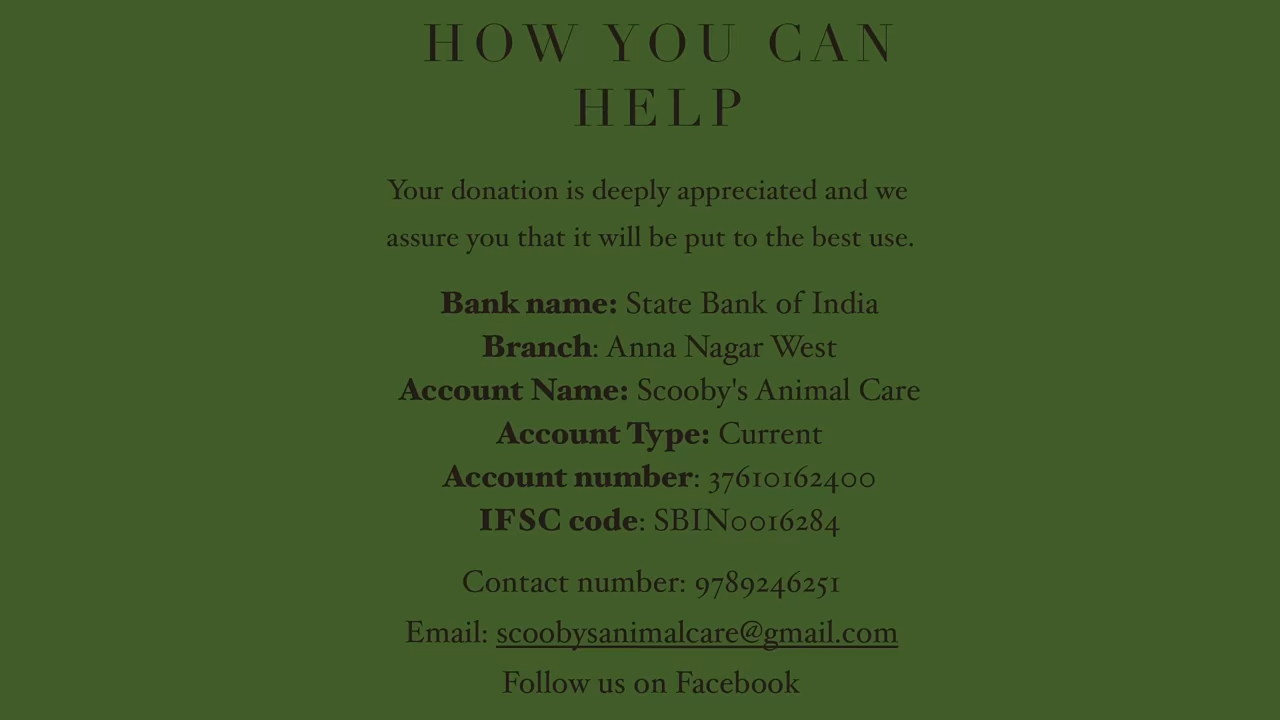 HOW YOU CAN
HELP
Your donation is deeply appreciated and we
assure you that it will be put to the best use.
Bank name: State Bank of India
Branch: Anna Nagar West
Account Name: Scooby's Animal Care
Account Type: Current
Account number: 37610162400
IFSC code: SBIN0016284
Contact number: 9789246251
Email: scoobysanimalcare@gmail.com
Follow us on Facebook